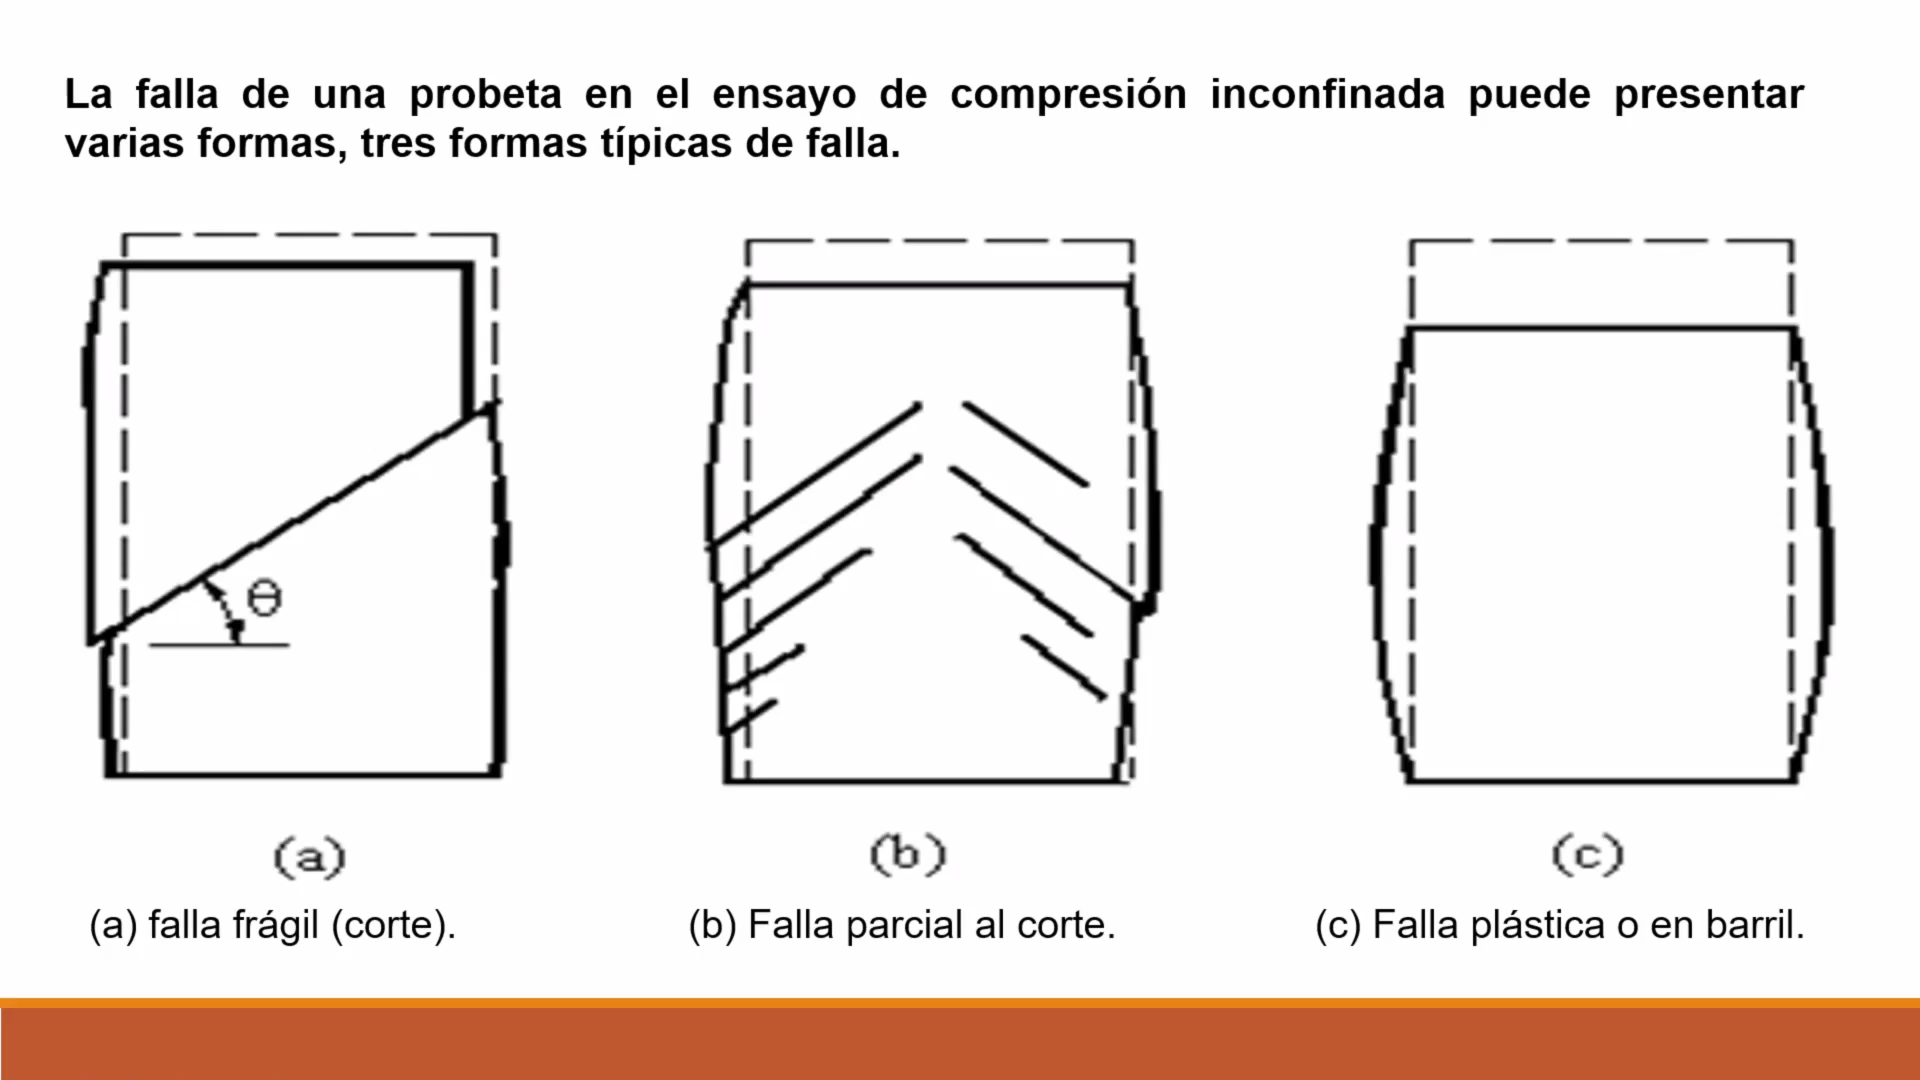 La falla de una probeta en el ensayo de compresión inconfinada puede presentar
varias formas, tres formas típicas de falla.
θ
(a)
(b)
(c)
(a) falla frágil (corte).
(b) Falla parcial al corte.
(c) Falla plástica o en barril.